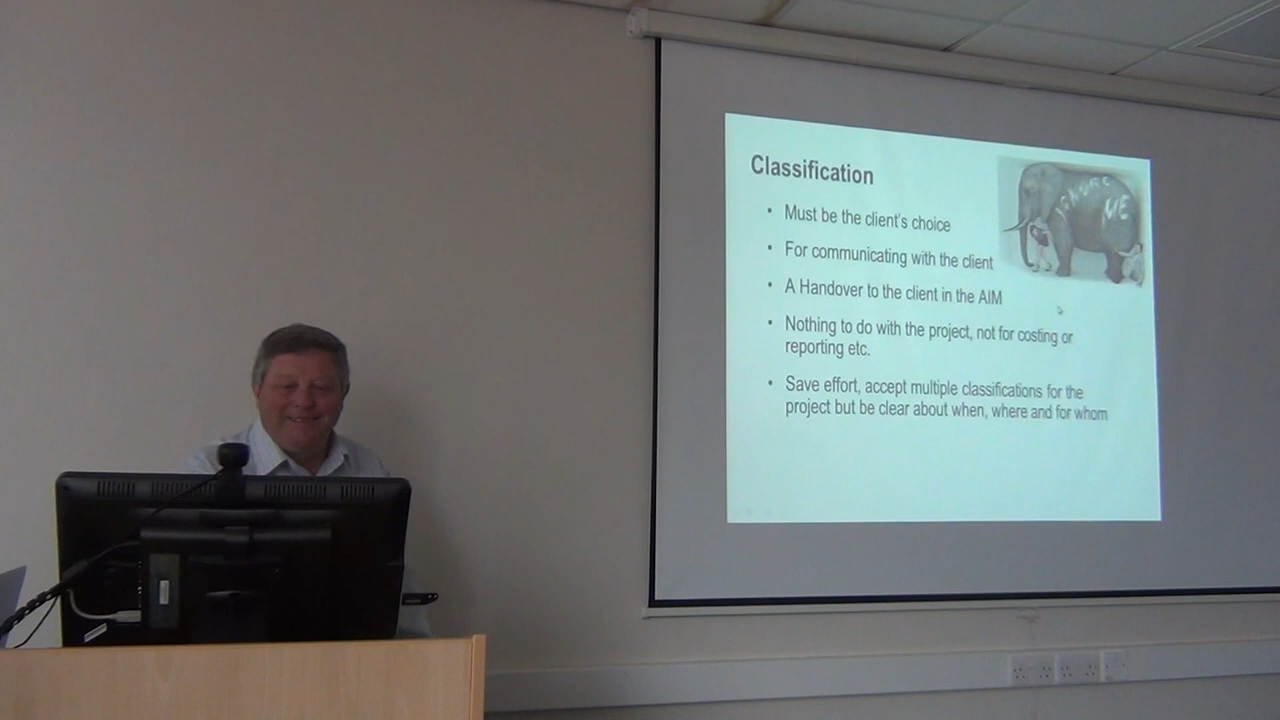 Classification
IGNORE
ME
• Must be the client's choice
• For communicating with the client
• A Handover to the client in the AIM
• Nothing to do with the project, not for costing or
reporting etc.
• Save effort, accept multiple classifications for the
project but be clear about when, where and for whom